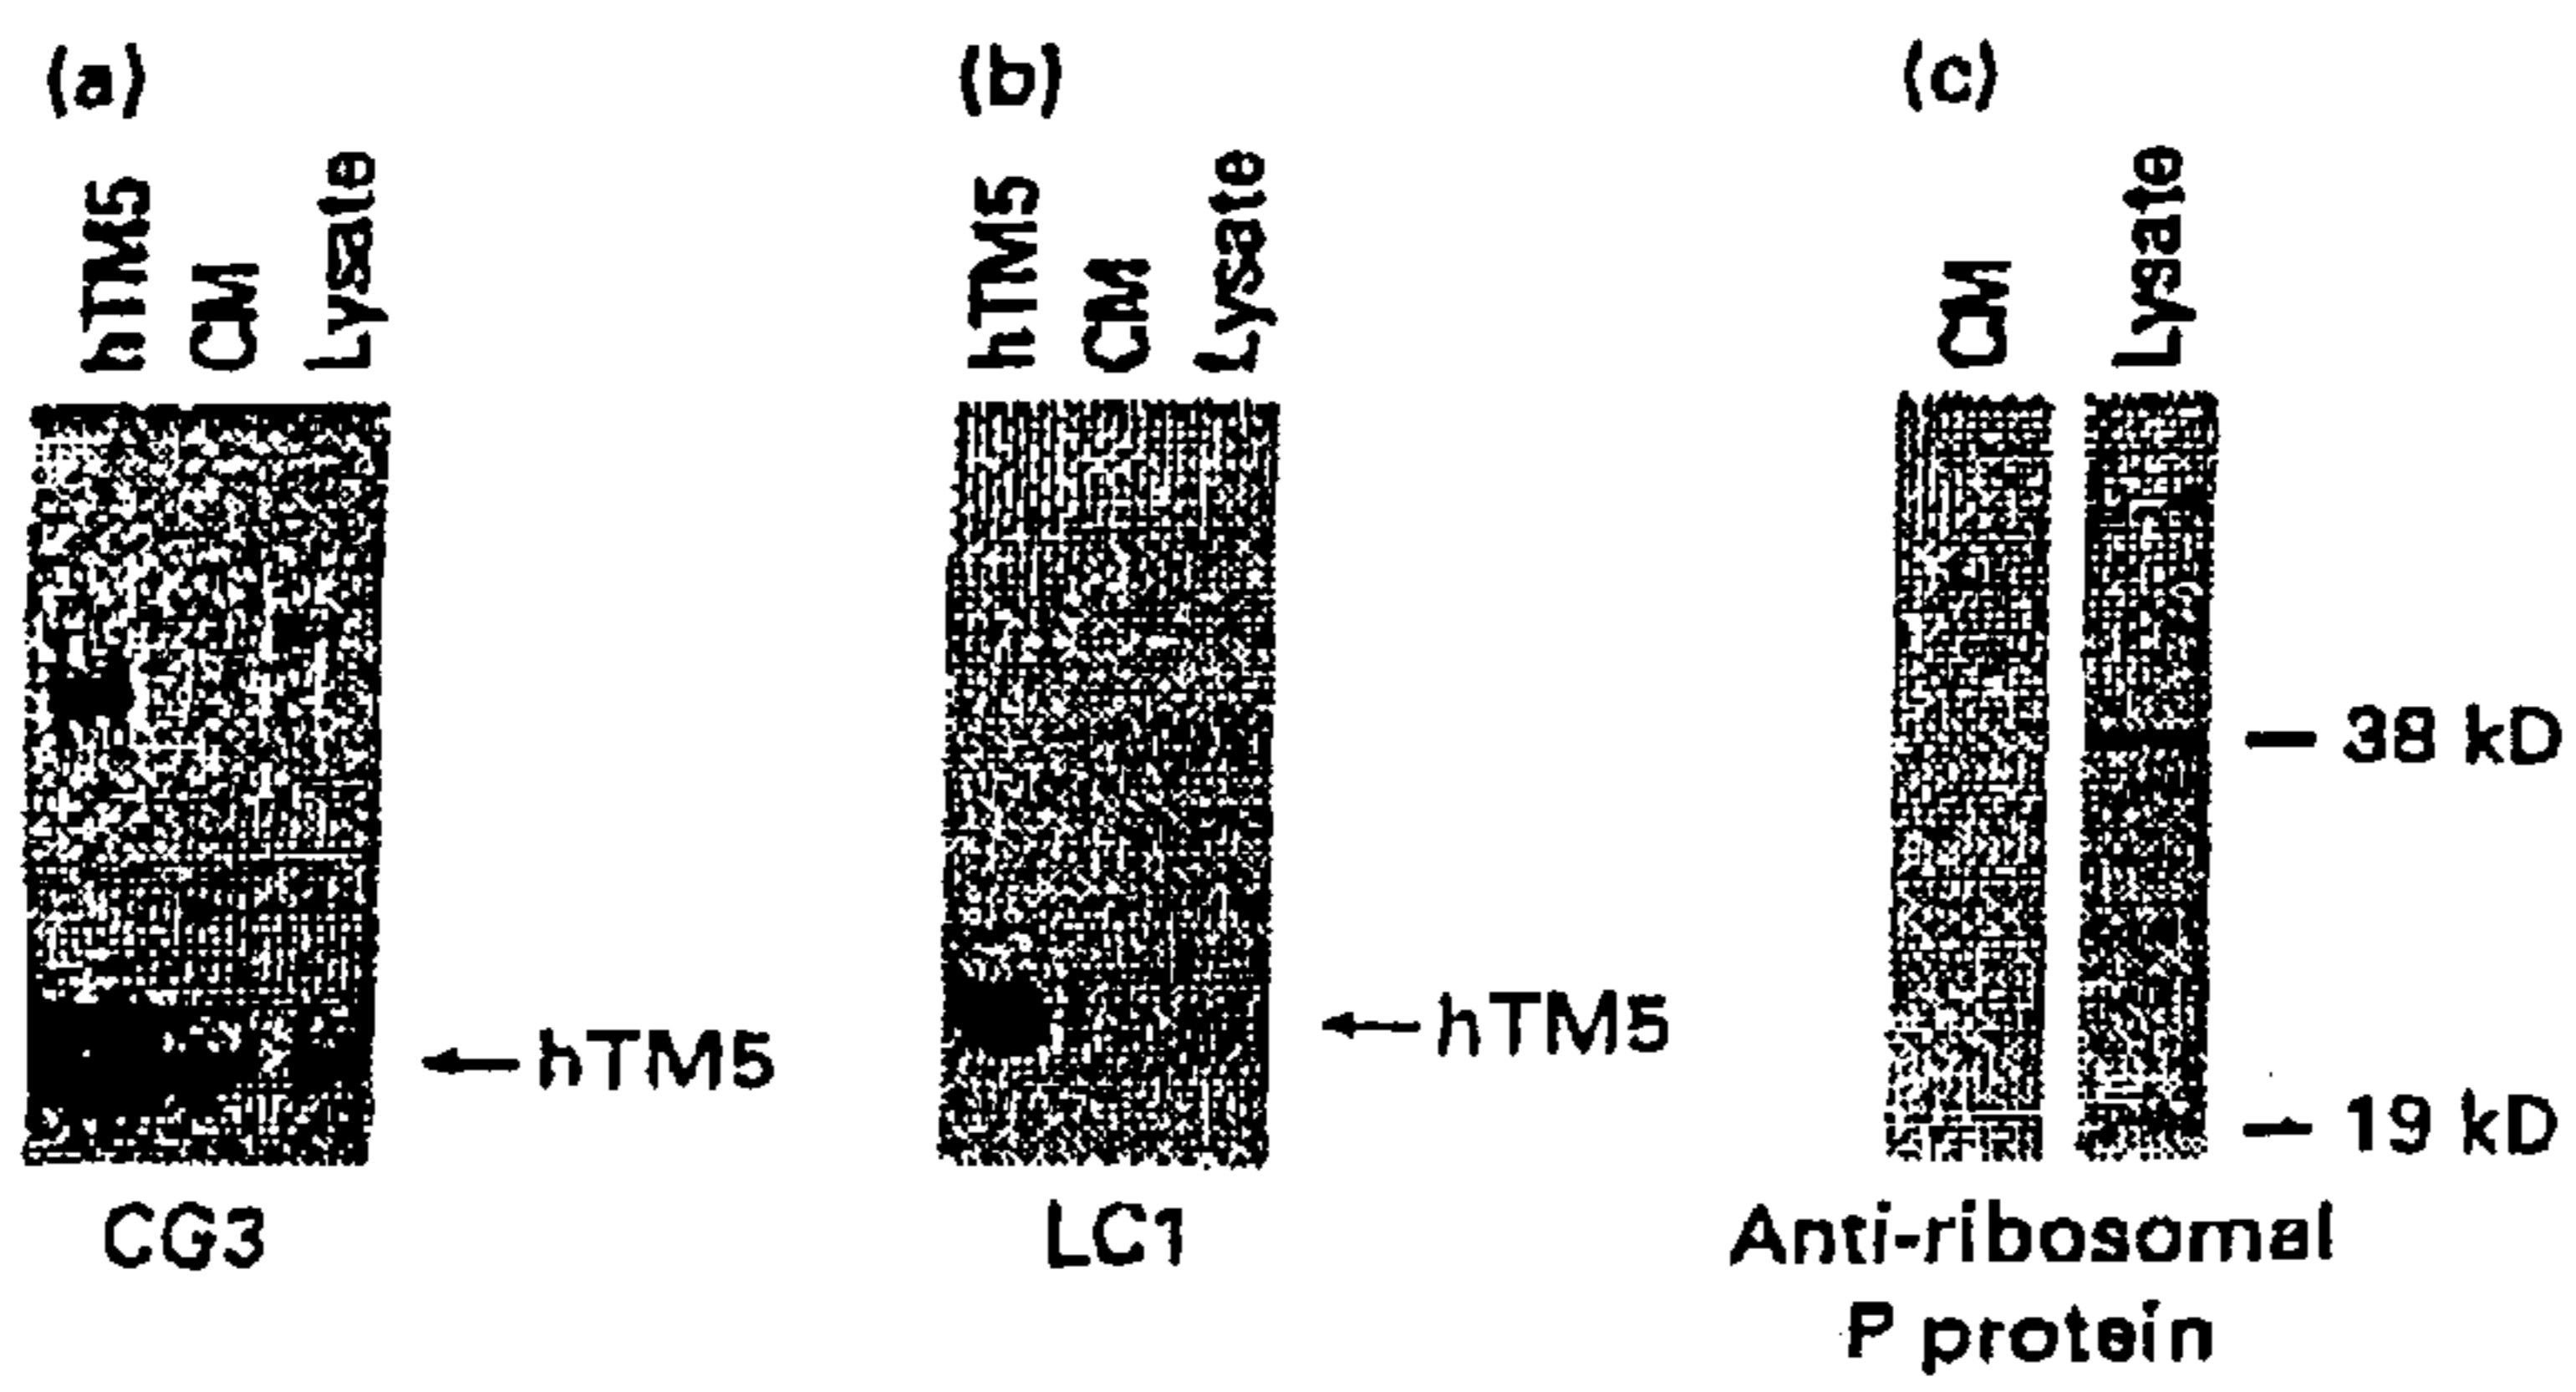 (a) (b) (c)
hTM5 CM Lysate hTM5 CM Lysate CM Lysate
38 kD
hTM5 hTM5
19 kD
CG3 LC1 Anti-ribosomal
P protein